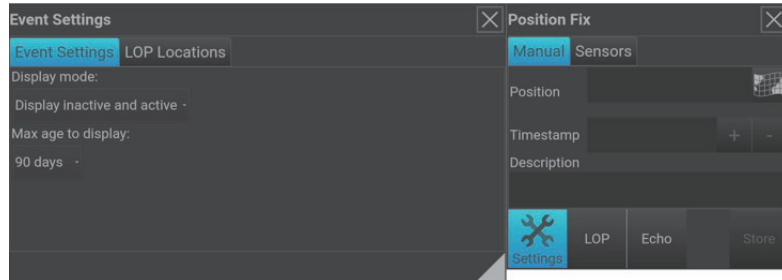 Event Settings
Event Settings LOP Locations
Display mode:
Display inactive and active
Max age to display:
90 days
Position Fix
Manual Sensors
Position
Timestamp + -
Description
Settings LOP Echo Store